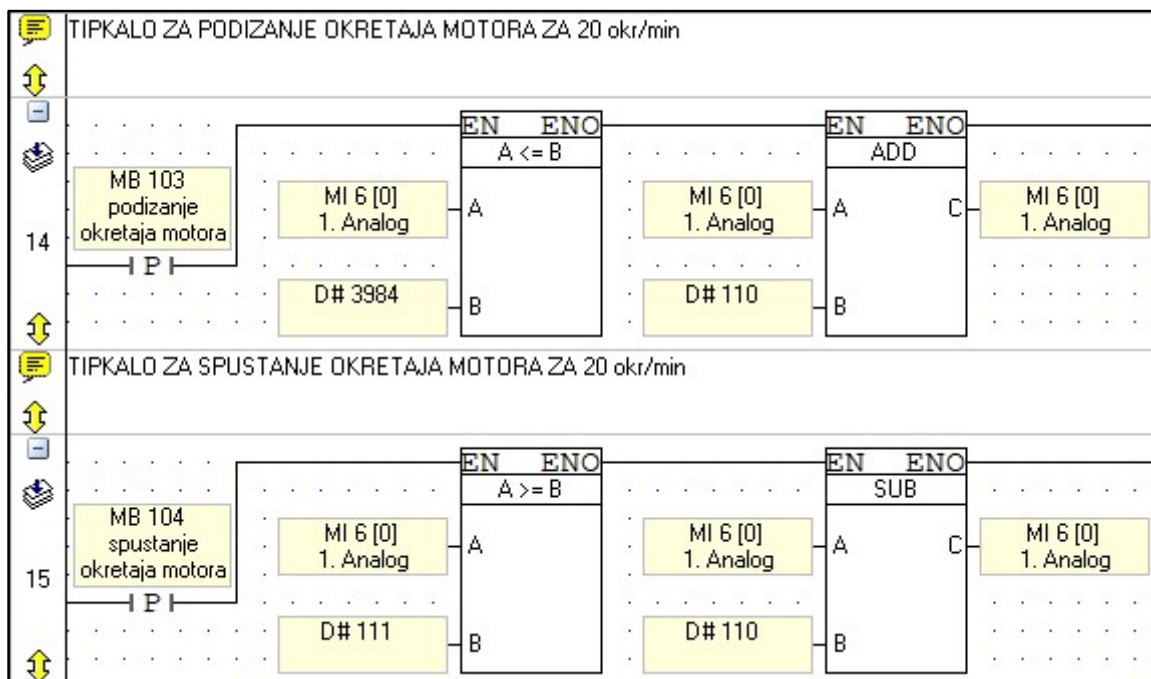 TIPKALO ZA PODIZANJE OKRETAJA MOTORA ZA 20 okr/min
14
MB 103
podizanje
okretaja motora
P
EN ENO
A <= B
MI 6 [0]
1. Analog
A
D# 3984
B
EN ENO
ADD
MI 6 [0]
1. Analog
A
C
MI 6 [0]
1. Analog
D# 110
B
TIPKALO ZA SPUSTANJE OKRETAJA MOTORA ZA 20 okr/min
15
MB 104
spustanje
okretaja motora
P
EN ENO
A >= B
MI 6 [0]
1. Analog
A
D# 111
B
EN ENO
SUB
MI 6 [0]
1. Analog
A
C
MI 6 [0]
1. Analog
D# 110
B